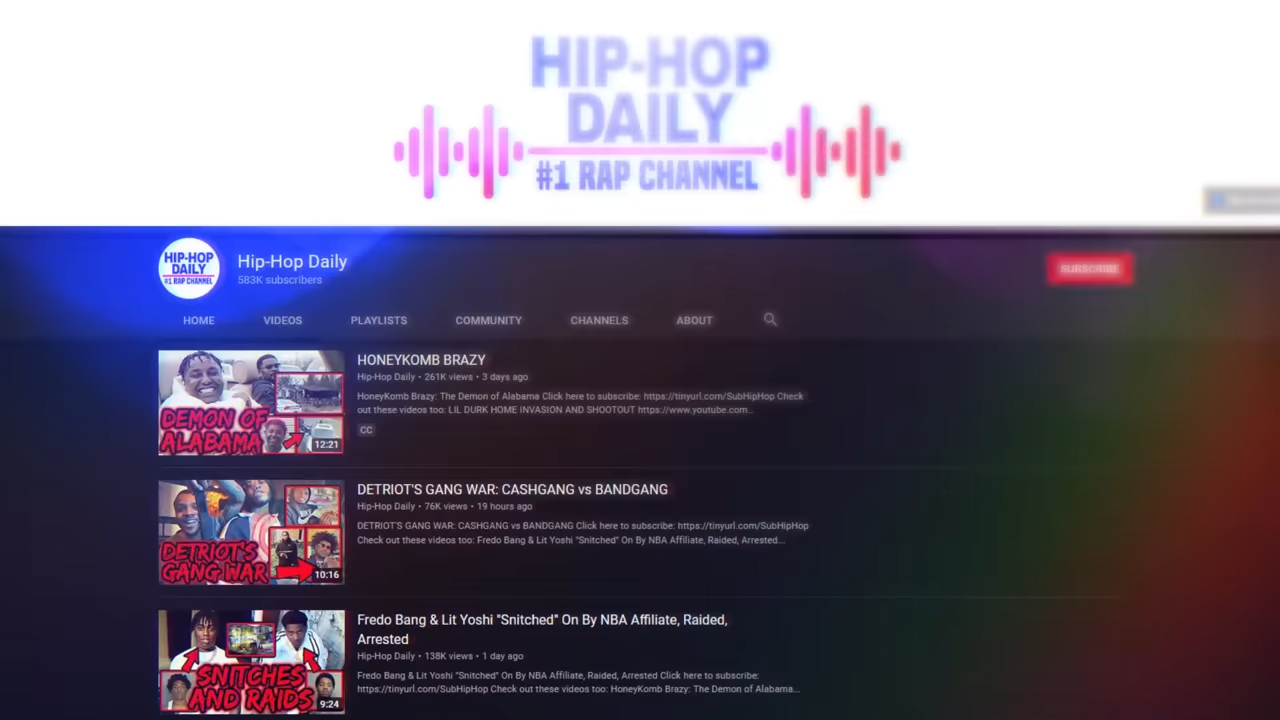 HIP-HOP
DAILY
#1 RAP CHANNEL
HIP-HOP
DAILY
#1 RAP CHANNEL
Hip-Hop Daily
583K subscribers
SUBSCRIBE
HOME VIDEOS PLAYLISTS COMMUNITY CHANNELS ABOUT
DEMON OF
ALABAMA
12:21
HONEYKOMB BRAZY
Hip-Hop Daily • 261K views • 3 days ago
HoneyKomb Brazy: The Demon of Alabama Click here to subscribe: https://tinyurl.com/SubHipHop Check
out these videos too: LIL DURK HOME INVASION AND SHOOTOUT https://www.youtube.com...
CC
DETRIOT'S
GANG WAR
10:16
DETRIOT'S GANG WAR: CASHGANG vs BANDGANG
Hip-Hop Daily • 76K views • 19 hours ago
DETRIOT'S GANG WAR: CASHGANG vs BANDGANG Click here to subscribe: https://tinyurl.com/SubHipHop
Check out these videos too: Fredo Bang & Lit Yoshi "Snitched" On By NBA Affiliate, Raided, Arrested...
SNITCHES
AND RAIDS
9:24
Fredo Bang & Lit Yoshi "Snitched" On By NBA Affiliate, Raided,
Arrested
Hip-Hop Daily • 138K views • 1 day ago
Fredo Bang & Lit Yoshi "Snitched" On By NBA Affiliate, Raided, Arrested Click here to subscribe:
https://tinyurl.com/SubHipHop Check out these videos too: HoneyKomb Brazy: The Demon of Alabama...